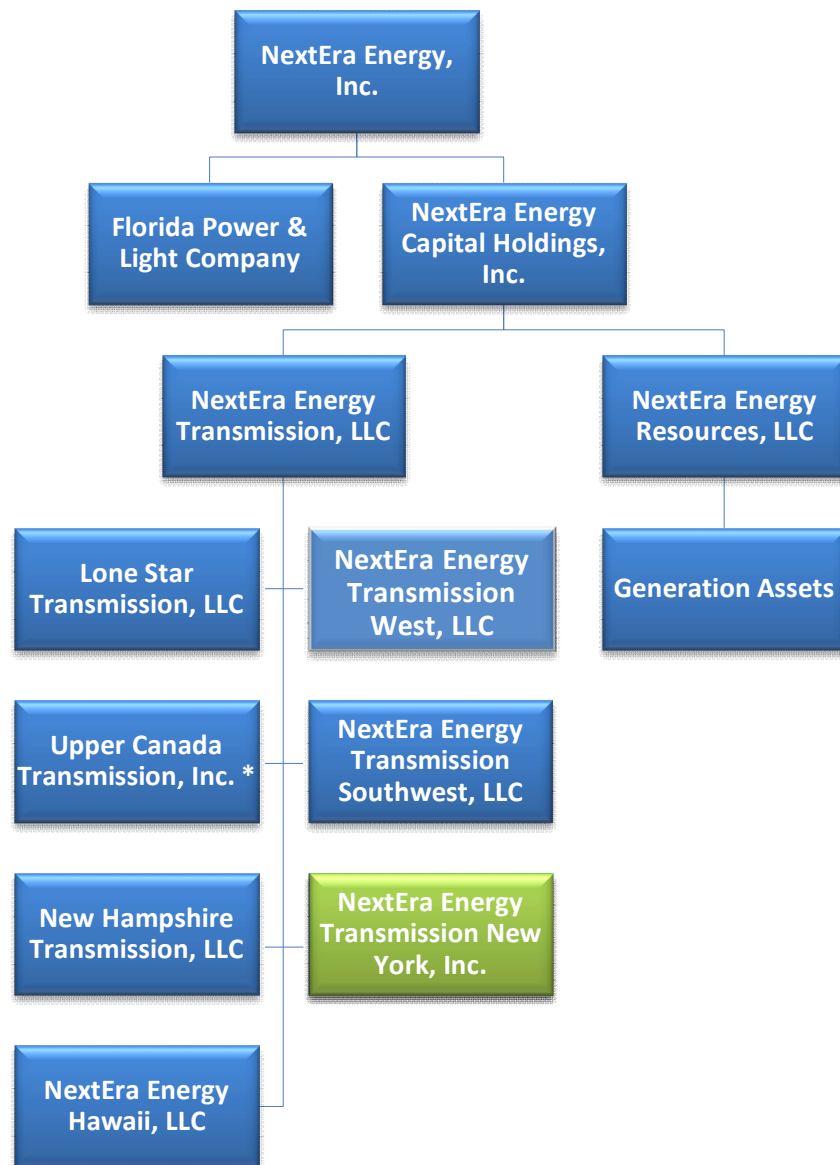 NextEra Energy,
Inc.
Florida Power &
Light Company
NextEra Energy
Capital Holdings,
Inc.
NextEra Energy
Transmission, LLC
NextEra Energy
Resources, LLC
Lone Star
Transmission, LLC
NextEra Energy
Transmission
West, LLC
Generation Assets
Upper Canada
Transmission, Inc. *
NextEra Energy
Transmission
Southwest, LLC
New Hampshire
Transmission, LLC
NextEra Energy
Transmission New
York, Inc.
NextEra Energy
Hawaii, LLC